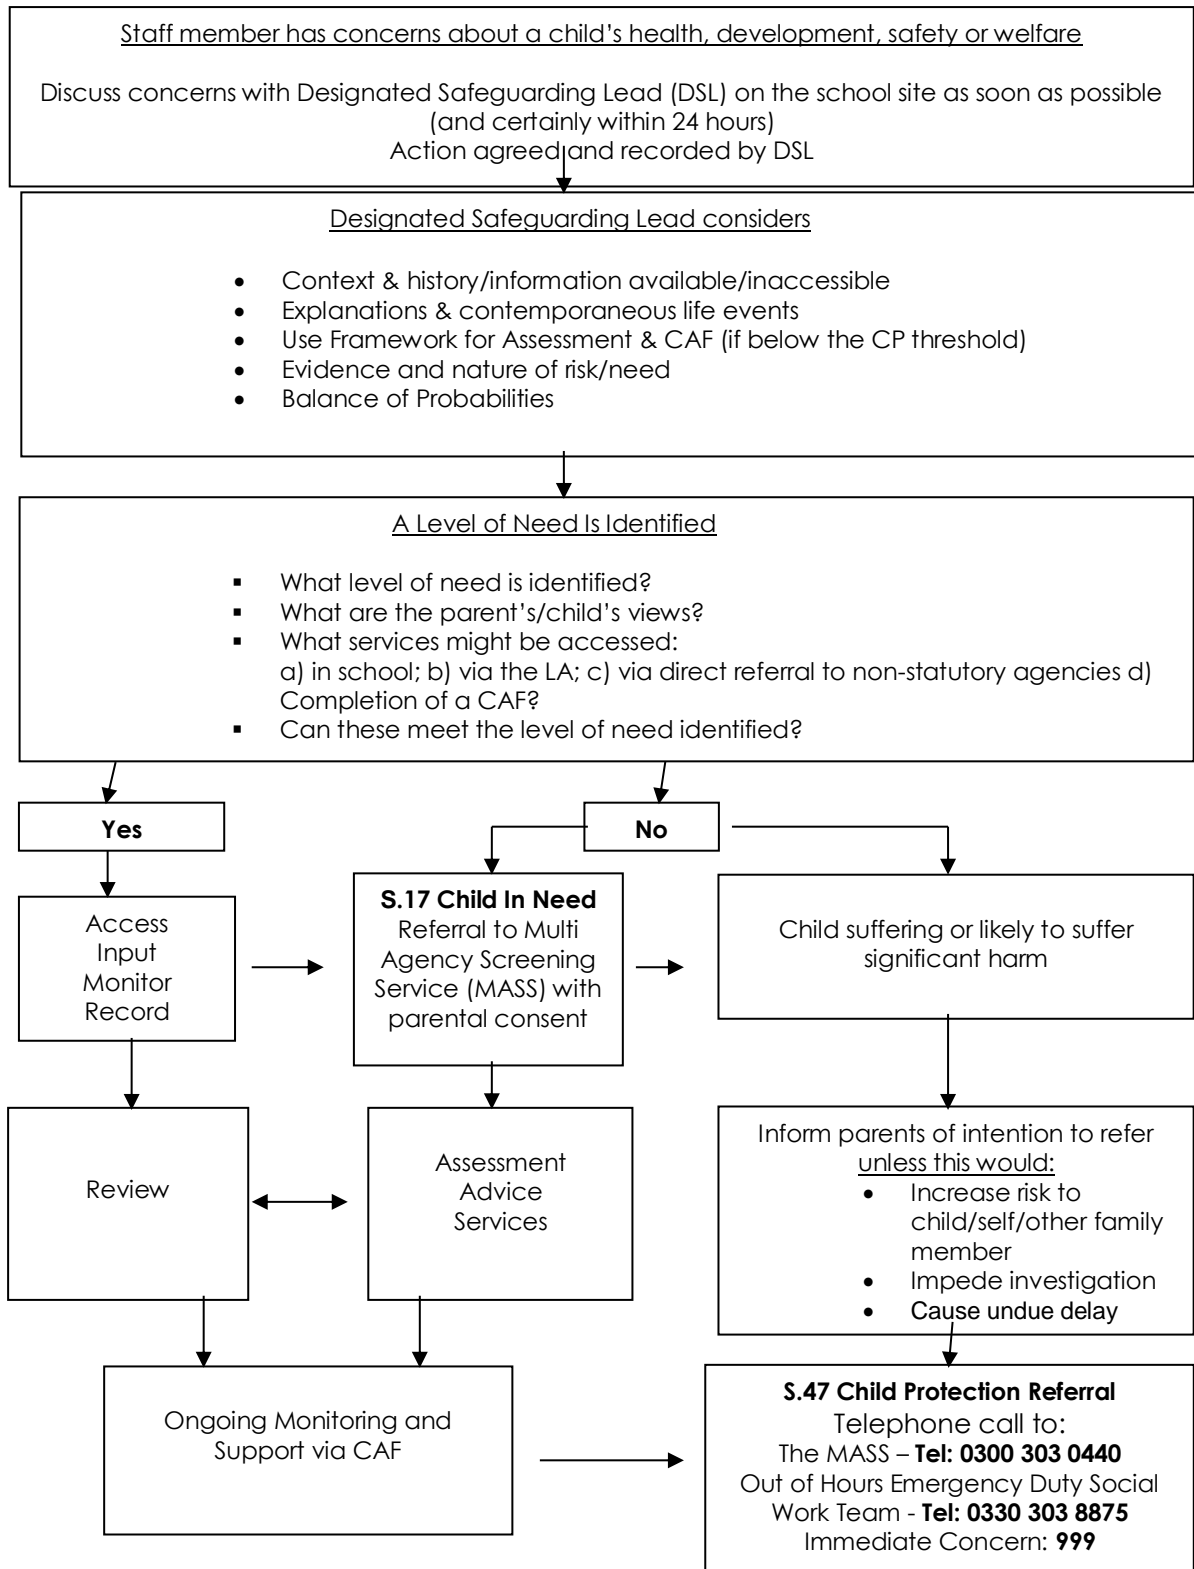 Staff member has concerns about a child's health, development, safety or welfare
Discuss concerns with Designated Safeguarding Lead (DSL) on the school site as soon as possible
(and certainly within 24 hours)
Action agreed and recorded by DSL
Designated Safeguarding Lead considers
• Context & history/information available/inaccessible
• Explanations & contemporaneous life events
• Use Framework for Assessment & CAF (if below the CP threshold)
• Evidence and nature of risk/need
• Balance of Probabilities
A Level of Need Is Identified
▪ What level of need is identified?
▪ What are the parent's/child's views?
▪ What services might be accessed:
a) in school; b) via the LA; c) via direct referral to non-statutory agencies d)
Completion of a CAF?
▪ Can these meet the level of need identified?
Yes
No
Access
Input
Monitor
Record
S.17 Child In Need
Referral to Multi
Agency Screening
Service (MASS) with
parental consent
Child suffering or likely to suffer
significant harm
Review
Assessment
Advice
Services
Inform parents of intention to refer
unless this would:
• Increase risk to
child/self/other family
member
• Impede investigation
• Cause undue delay
Ongoing Monitoring and
Support via CAF
S.47 Child Protection Referral
Telephone call to:
The MASS – Tel: 0300 303 0440
Out of Hours Emergency Duty Social
Work Team - Tel: 0330 303 8875
Immediate Concern: 999